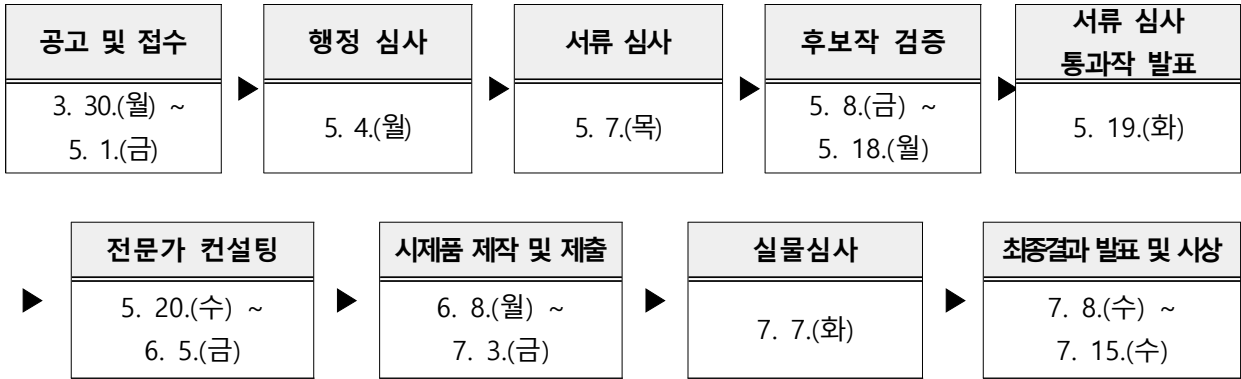 공고 및 접수
3. 30.(월) ~
5. 1.(금)
▶
행정 심사
5. 4.(월)
▶
서류 심사
5. 7.(목)
▶
후보작 검증
5. 8.(금) ~
5. 18.(월)
▶
서류 심사
통과작 발표
5. 19.(화)
▶
전문가 컨설팅
5. 20.(수) ~
6. 5.(금)
▶
시제품 제작 및 제출
6. 8.(월) ~
7. 3.(금)
▶
실물심사
7. 7.(화)
▶
최종결과 발표 및 시상
7. 8.(수) ~
7. 15.(수)